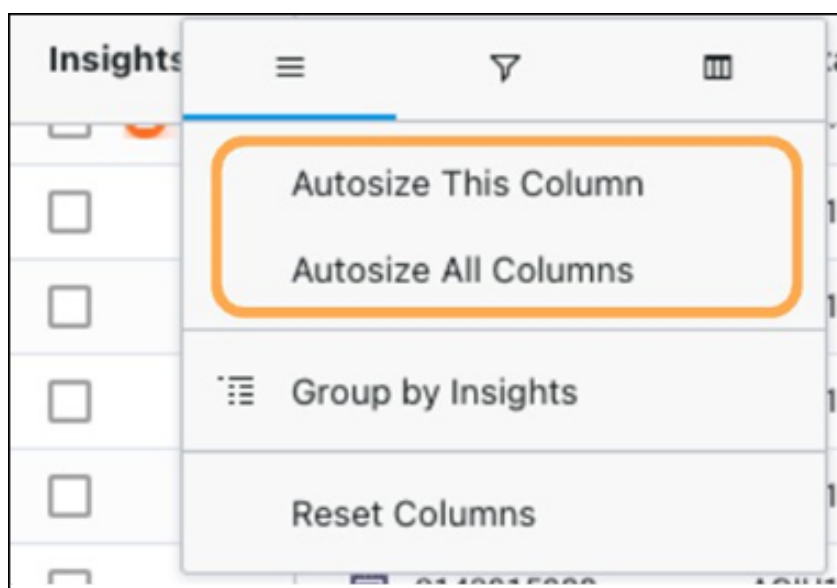 Insights
Autosize This Column
Autosize All Columns
Group by Insights
Reset Columns